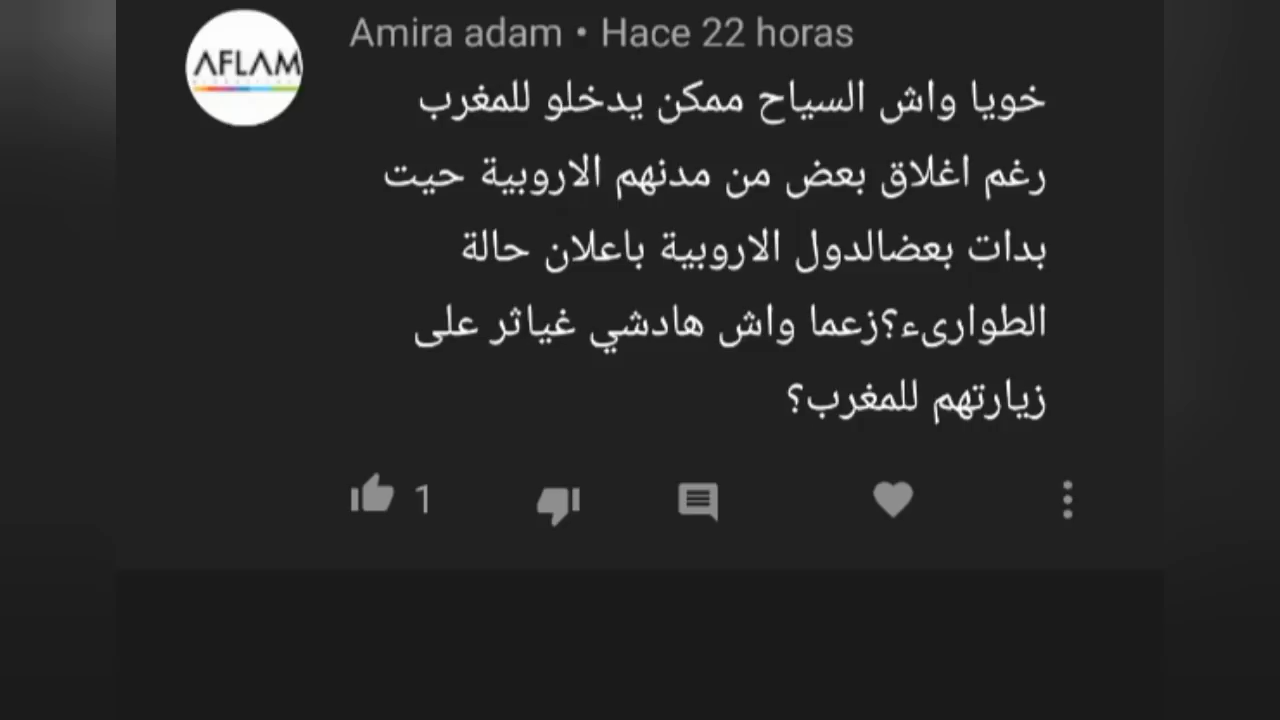 Amira adam • Hace 22 horas
AFLAM
خويا واش السياح ممكن يدخلو للمغرب
رغم اغلاق بعض من مدنهم الاروبية حيت
بدات بعضالدول الاروبية باعلان حالة
الطوارىء؟زعما واش هادشي غياثر على
زيارتهم للمغرب؟
1